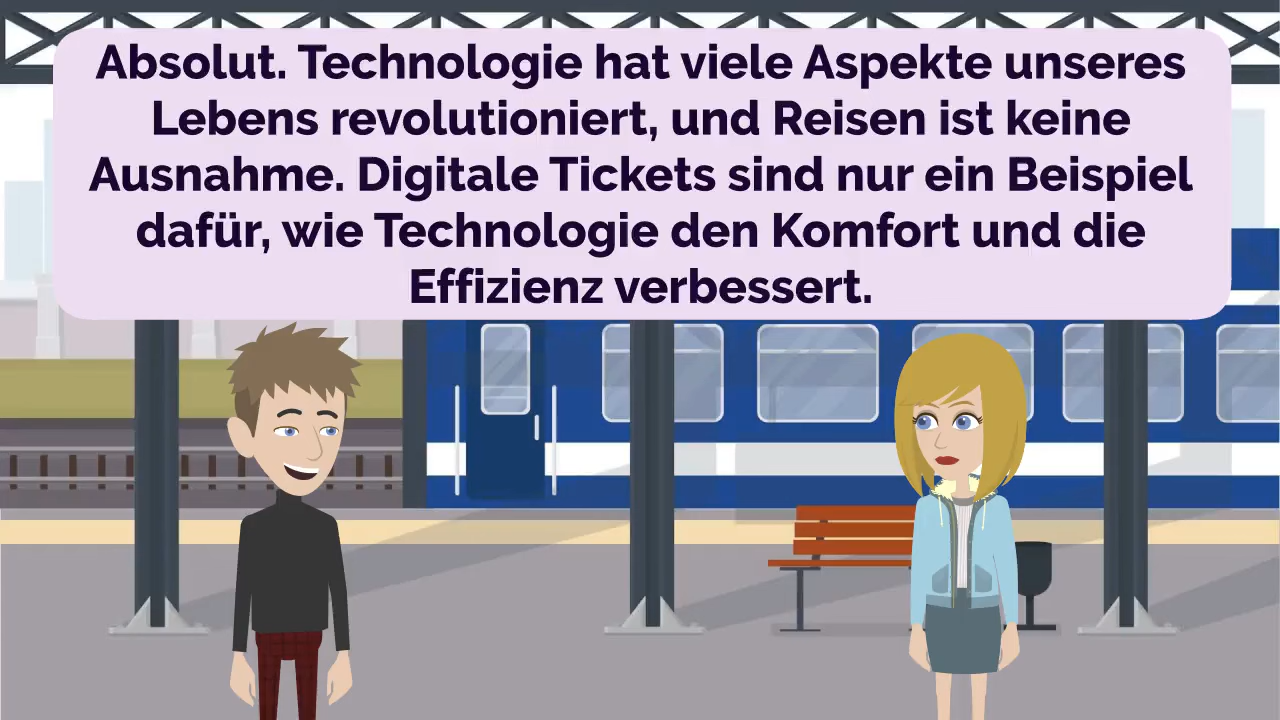 Absolut. Technologie hat viele Aspekte unseres
Lebens revolutioniert, und Reisen ist keine
Ausnahme. Digitale Tickets sind nur ein Beispiel
dafür, wie Technologie den Komfort und die
Effizienz verbessert.